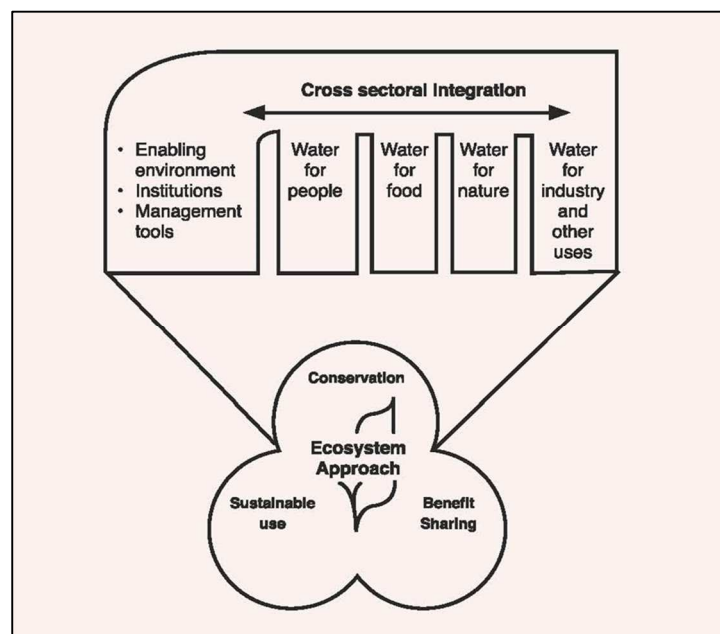 Cross sectoral Integration
• Enabling
environment
• Institutions
• Management
tools
Water
for
people
Water
for
food
Water
for
nature
Water
for
industry
and
other
uses
Conservation
Ecosystem
Approach
Sustainable
use
Benefit
Sharing